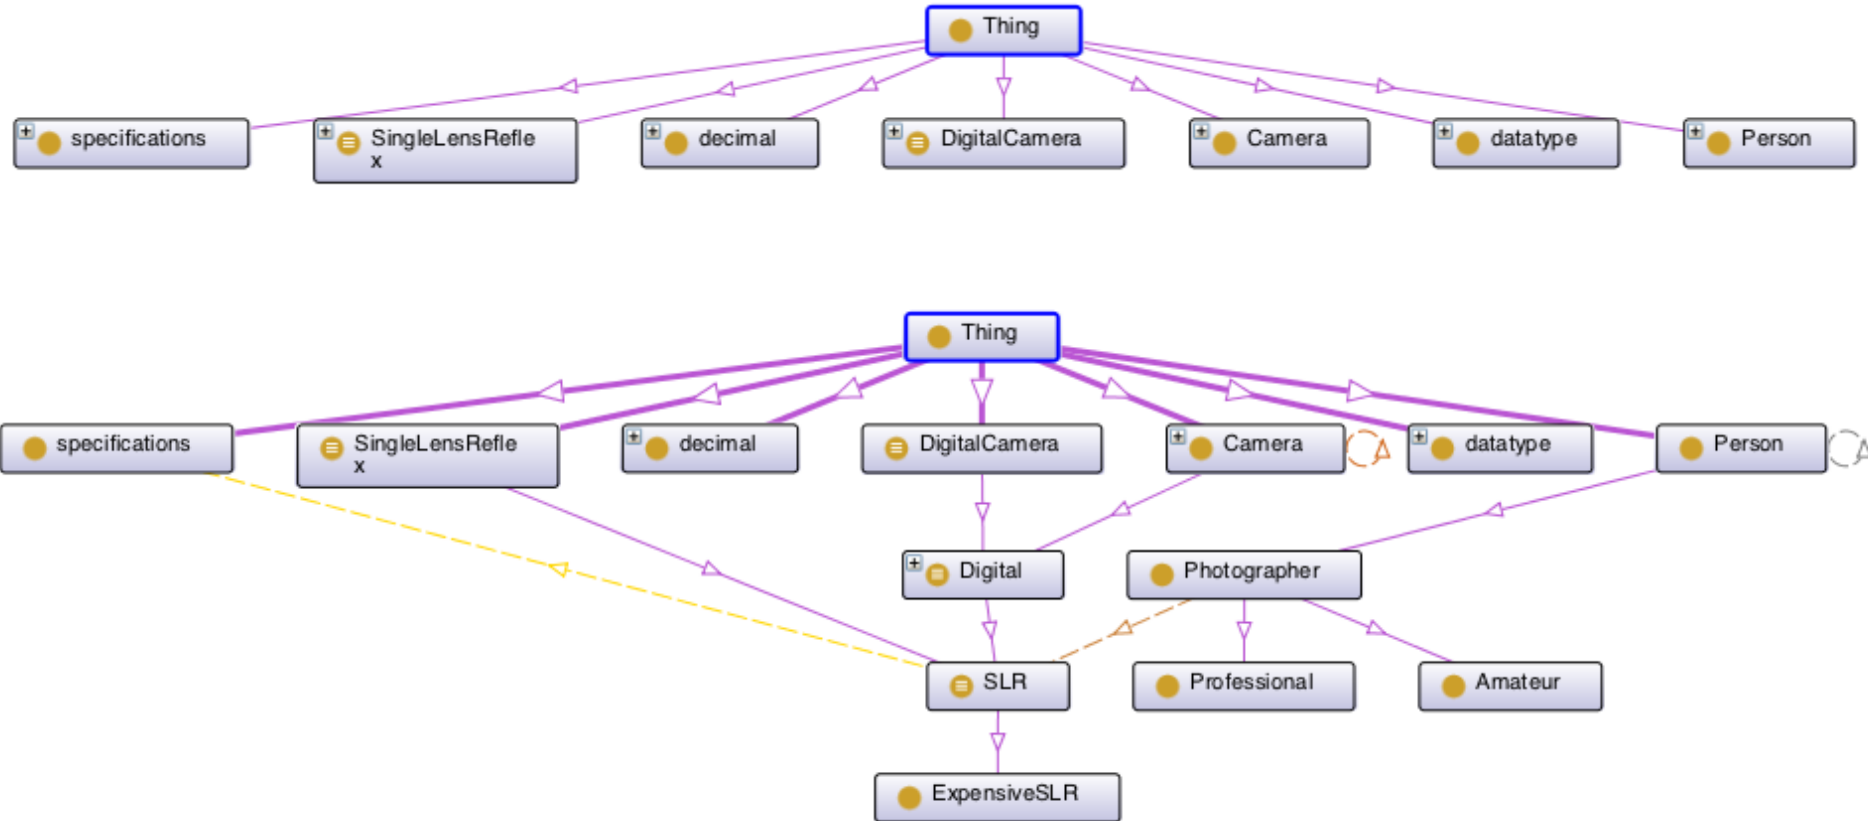 Thing
specifications
SingleLensRefle
x
decimal
DigitalCamera
Camera
datatype
Person
Thing
specifications
SingleLensRefle
x
decimal
DigitalCamera
Camera
datatype
Person
Digital
Photographer
SLR
Professional
Amateur
ExpensiveSLR